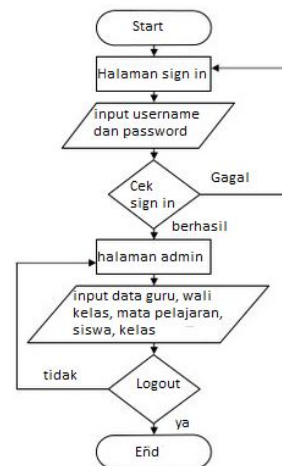 Start
Halaman sign in
input username
dan password
Cek
sign in
Gagal
berhasil
halaman admin
input data guru, wali
kelas, mata pelajaran,
siswa, kelas
tidak
Logout
ya
End